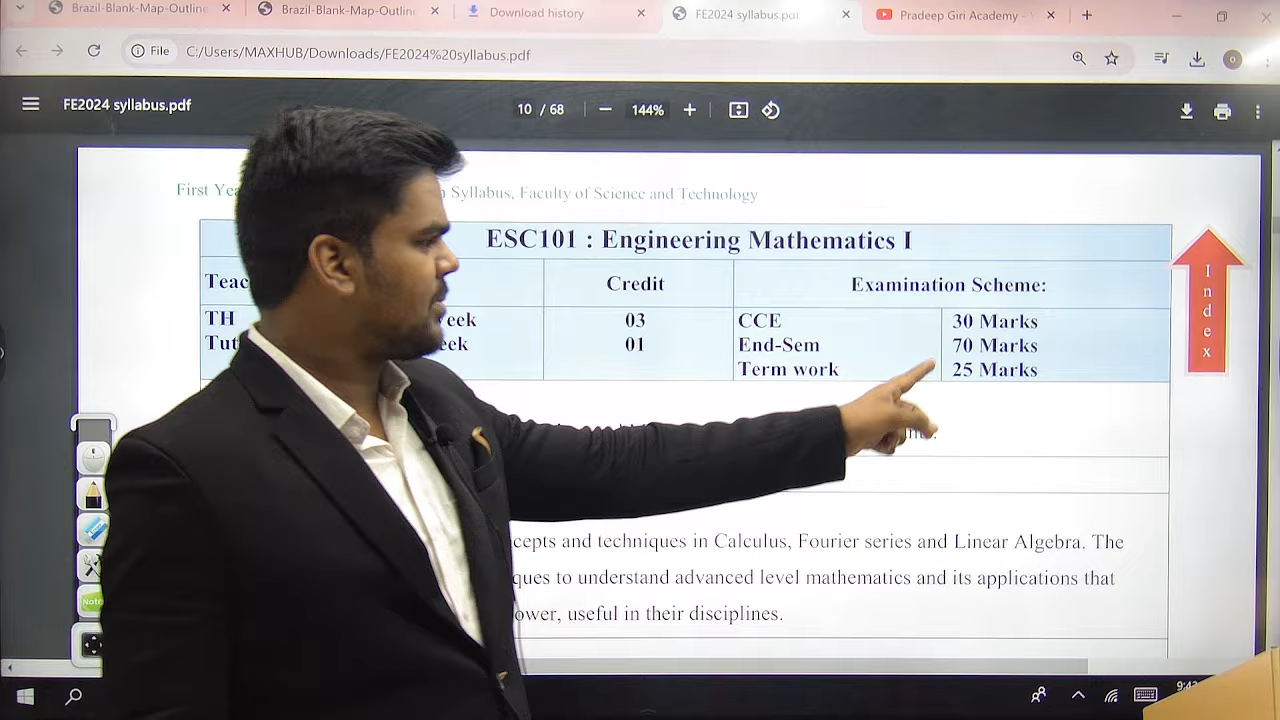 Brazil-Blank-Map-Outline
Brazil-Blank-Map-Outlin
Download history
FE2024 syllabus.pdf
Pradeep Giri Academy -
File
C:/Users/MAXHUB/Downloads/FE2024%20syllabus.pdf
FE2024 syllabus.pdf
10 / 68
144%
First Yea
Syllabus, Faculty of Science and Technology
ESC101 : Engineering Mathematics I
Teac
Credit
Examination Scheme:
TH
eek
03
CCE
30 Marks
Tut
eek
01
End-Sem
70 Marks
Term work
25 Marks
Index
cepts and techniques in Calculus, Fourier series and Linear Algebra. The
ques to understand advanced level mathematics and its applications that
ower, useful in their disciplines.
Note